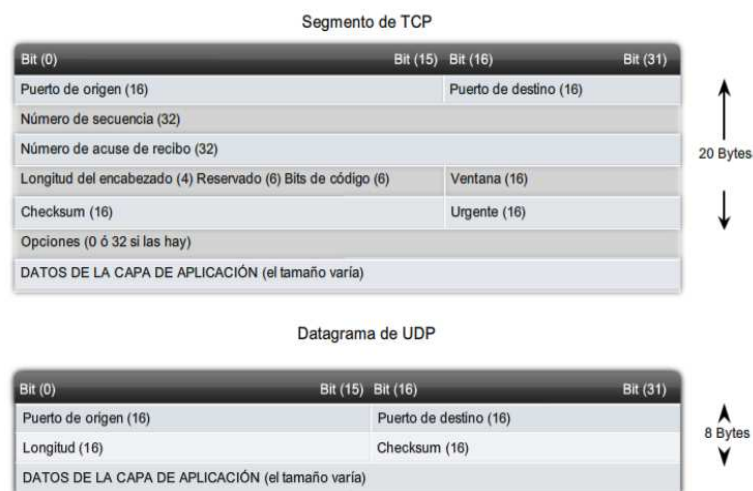 Segmento de TCP
Bit (0) Bit (15) Bit (16) Bit (31)
Puerto de origen (16) Puerto de destino (16)
Número de secuencia (32)
Número de acuse de recibo (32)
20 Bytes
Longitud del encabezado (4) Reservado (6) Bits de código (6) Ventana (16)
Checksum (16) Urgente (16)
Opciones (0 ó 32 si las hay)
DATOS DE LA CAPA DE APLICACIÓN (el tamaño varía)
Datagrama de UDP
Bit (0) Bit (15) Bit (16) Bit (31)
Puerto de origen (16) Puerto de destino (16)
8 Bytes
Longitud (16) Checksum (16)
DATOS DE LA CAPA DE APLICACIÓN (el tamaño varía)